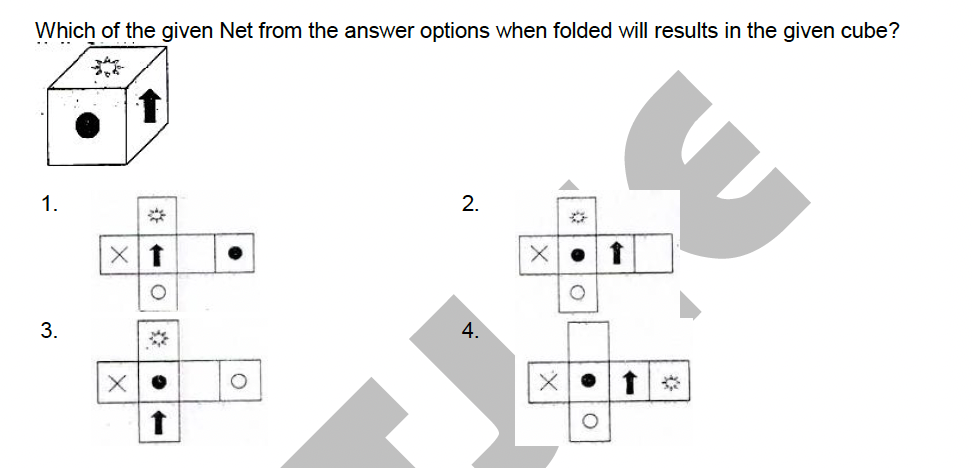 Which of the given Net from the answer options when folded will results in the given cube?
1.
2.
3.
4.